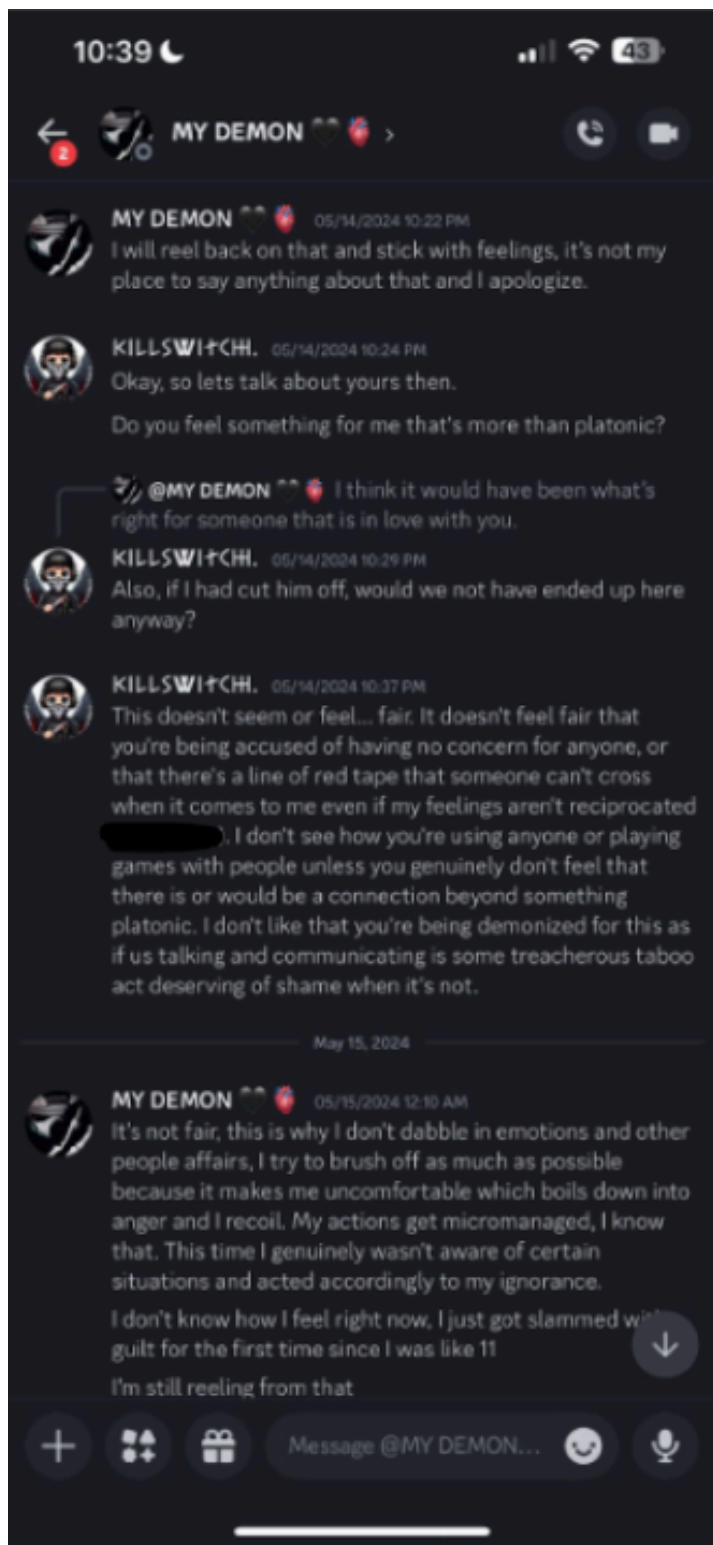 10:39
43
2
MY DEMON 🖤🫀 >
MY DEMON 🖤🫀 05/14/2024 10:22 PM
I will reel back on that and stick with feelings, it's not my
place to say anything about that and I apologize.
KILLSWITCH. 05/14/2024 10:24 PM
Okay, so lets talk about yours then.
Do you feel something for me that's more than platonic?
@MY DEMON 🖤🫀 I think it would have been what's
right for someone that is in love with you.
KILLSWITCH. 05/14/2024 10:29 PM
Also, if I had cut him off, would we not have ended up here
anyway?
KILLSWITCH. 05/14/2024 10:37 PM
This doesn't seem or feel... fair. It doesn't feel fair that
you're being accused of having no concern for anyone, or
that there's a line of red tape that someone can't cross
when it comes to me even if my feelings aren't reciprocated
. I don't see how you're using anyone or playing
games with people unless you genuinely don't feel that
there is or would be a connection beyond something
platonic. I don't like that you're being demonized for this as
if us talking and communicating is some treacherous taboo
act deserving of shame when it's not.
May 15, 2024
MY DEMON 🖤🫀 05/15/2024 12:10 AM
It's not fair, this is why I don't dabble in emotions and other
people affairs, I try to brush off as much as possible
because it makes me uncomfortable which boils down into
anger and I recoil. My actions get micromanaged, I know
that. This time I genuinely wasn't aware of certain
situations and acted accordingly to my ignorance.
I don't know how I feel right now, I just got slammed
guilt for the first time since I was like 11
I'm still reeling from that
Message @MY DEMON...